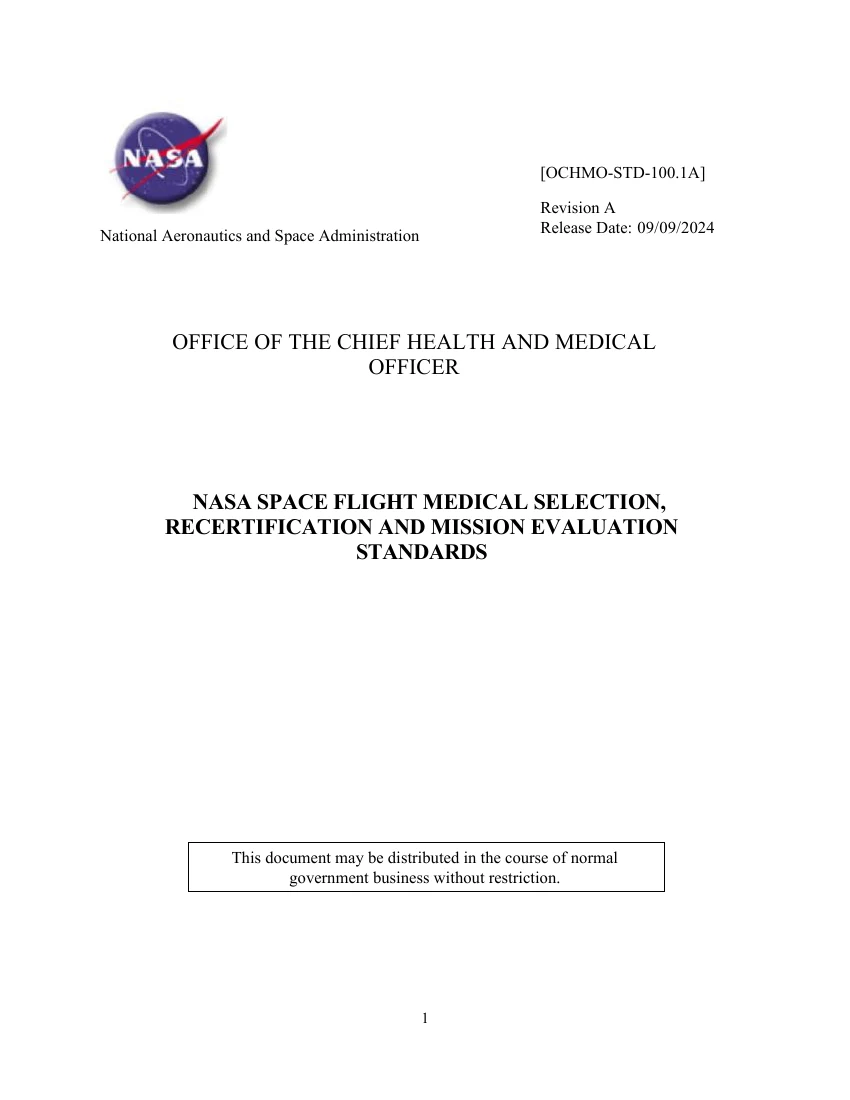 NASA
[OCHMO-STD-100.1A]
Revision A
Release Date: 09/09/2024
National Aeronautics and Space Administration
OFFICE OF THE CHIEF HEALTH AND MEDICAL
OFFICER
NASA SPACE FLIGHT MEDICAL SELECTION,
RECERTIFICATION AND MISSION EVALUATION
STANDARDS
This document may be distributed in the course of normal
government business without restriction.
1